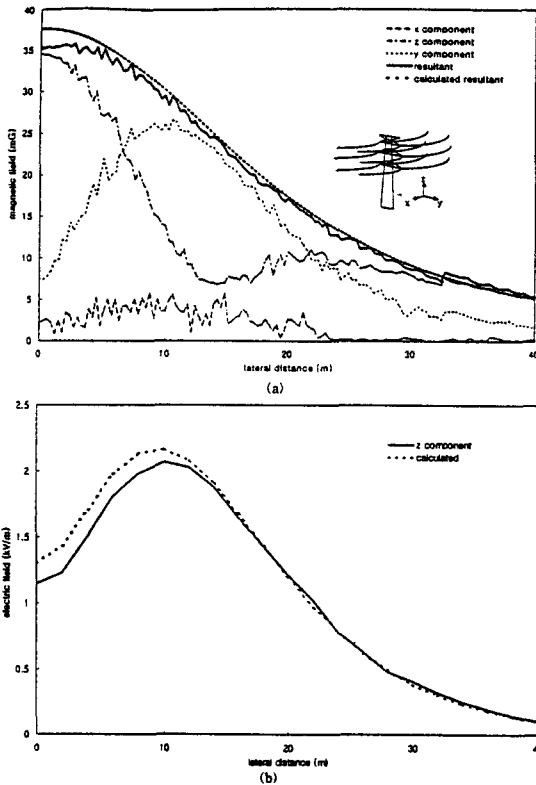 40
35
30
25
20
15
10
5
0
magnetic field (mG)
x component
z component
y component
resultant
calculated resultant
z
x
y
0
10
20
30
40
lateral distance (m)
(a)
2.5
2
1.5
1
0.5
0
electric field (kV/m)
z component
calculated
0
10
20
30
40
lateral distance (m)
(b)